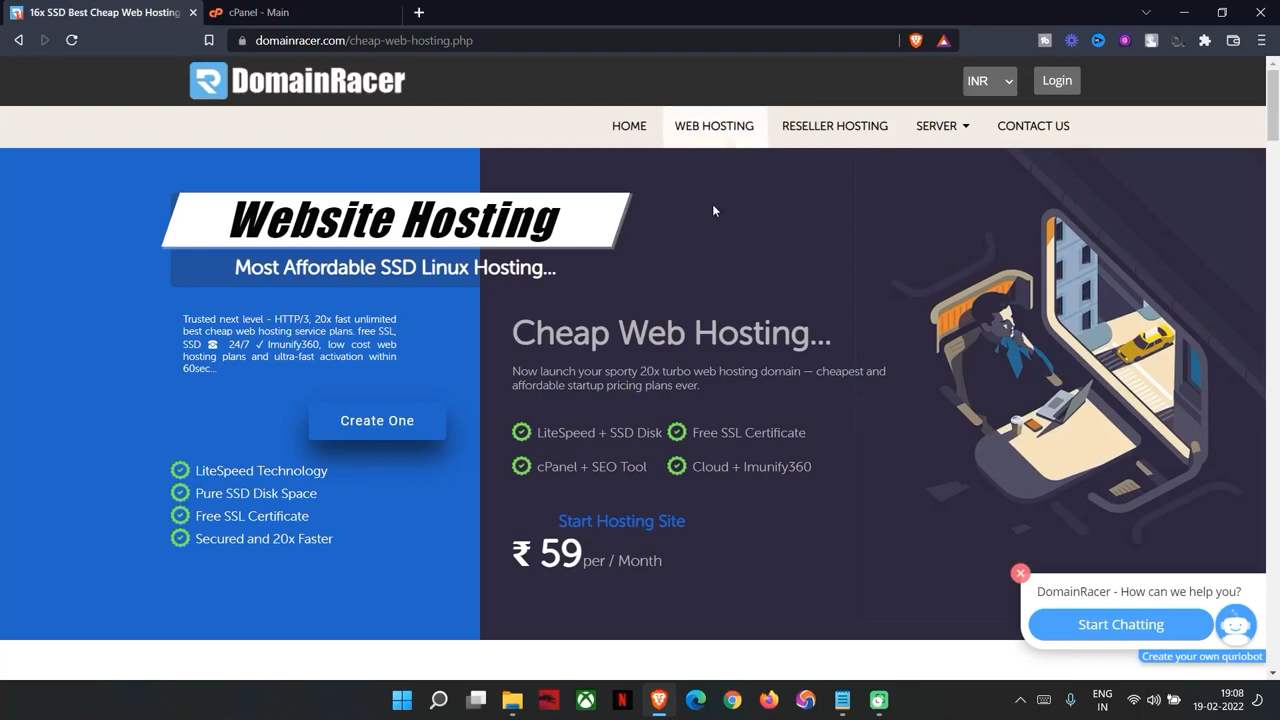 16x SSD Best Cheap Web Hosting
cPanel - Main
domainracer.com/cheap-web-hosting.php
DomainRacer
INR
Login
HOME
WEB HOSTING
RESELLER HOSTING
SERVER
CONTACT US
Website Hosting
Most Affordable SSD Linux Hosting...
Trusted next level - HTTP/3, 20x fast unlimited
best cheap web hosting service plans. free SSL,
SSD ☎ 24/7 ✓ Imunify360, low cost web
hosting plans and ultra-fast activation within
60sec...
Create One
LiteSpeed Technology
Pure SSD Disk Space
Free SSL Certificate
Secured and 20x Faster
Cheap Web Hosting...
Now launch your sporty 20x turbo web hosting domain — cheapest and
affordable startup pricing plans ever.
LiteSpeed + SSD Disk
Free SSL Certificate
cPanel + SEO Tool
Cloud + Imunify360
Start Hosting Site
₹ 59 per / Month
DomainRacer - How can we help you?
Start Chatting
Create your own qurlobot
ENG
IN
19:08
19-02-2022